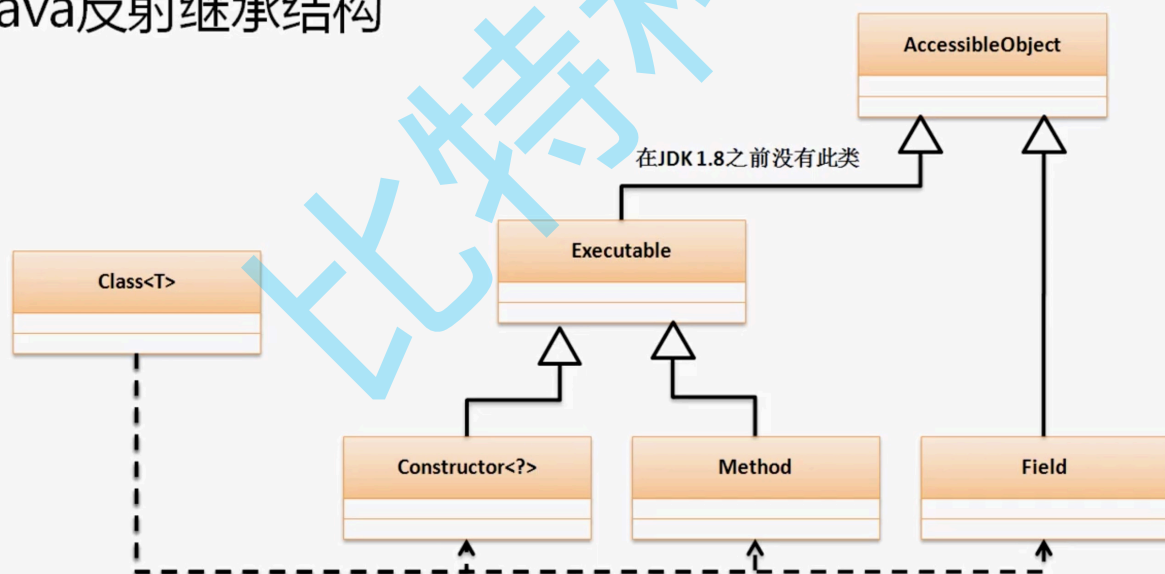 ava反射继承结构
AccessibleObject
在JDK 1.8之前没有此类
Executable
Class<T>
Constructor<?>
Method
Field
比特科